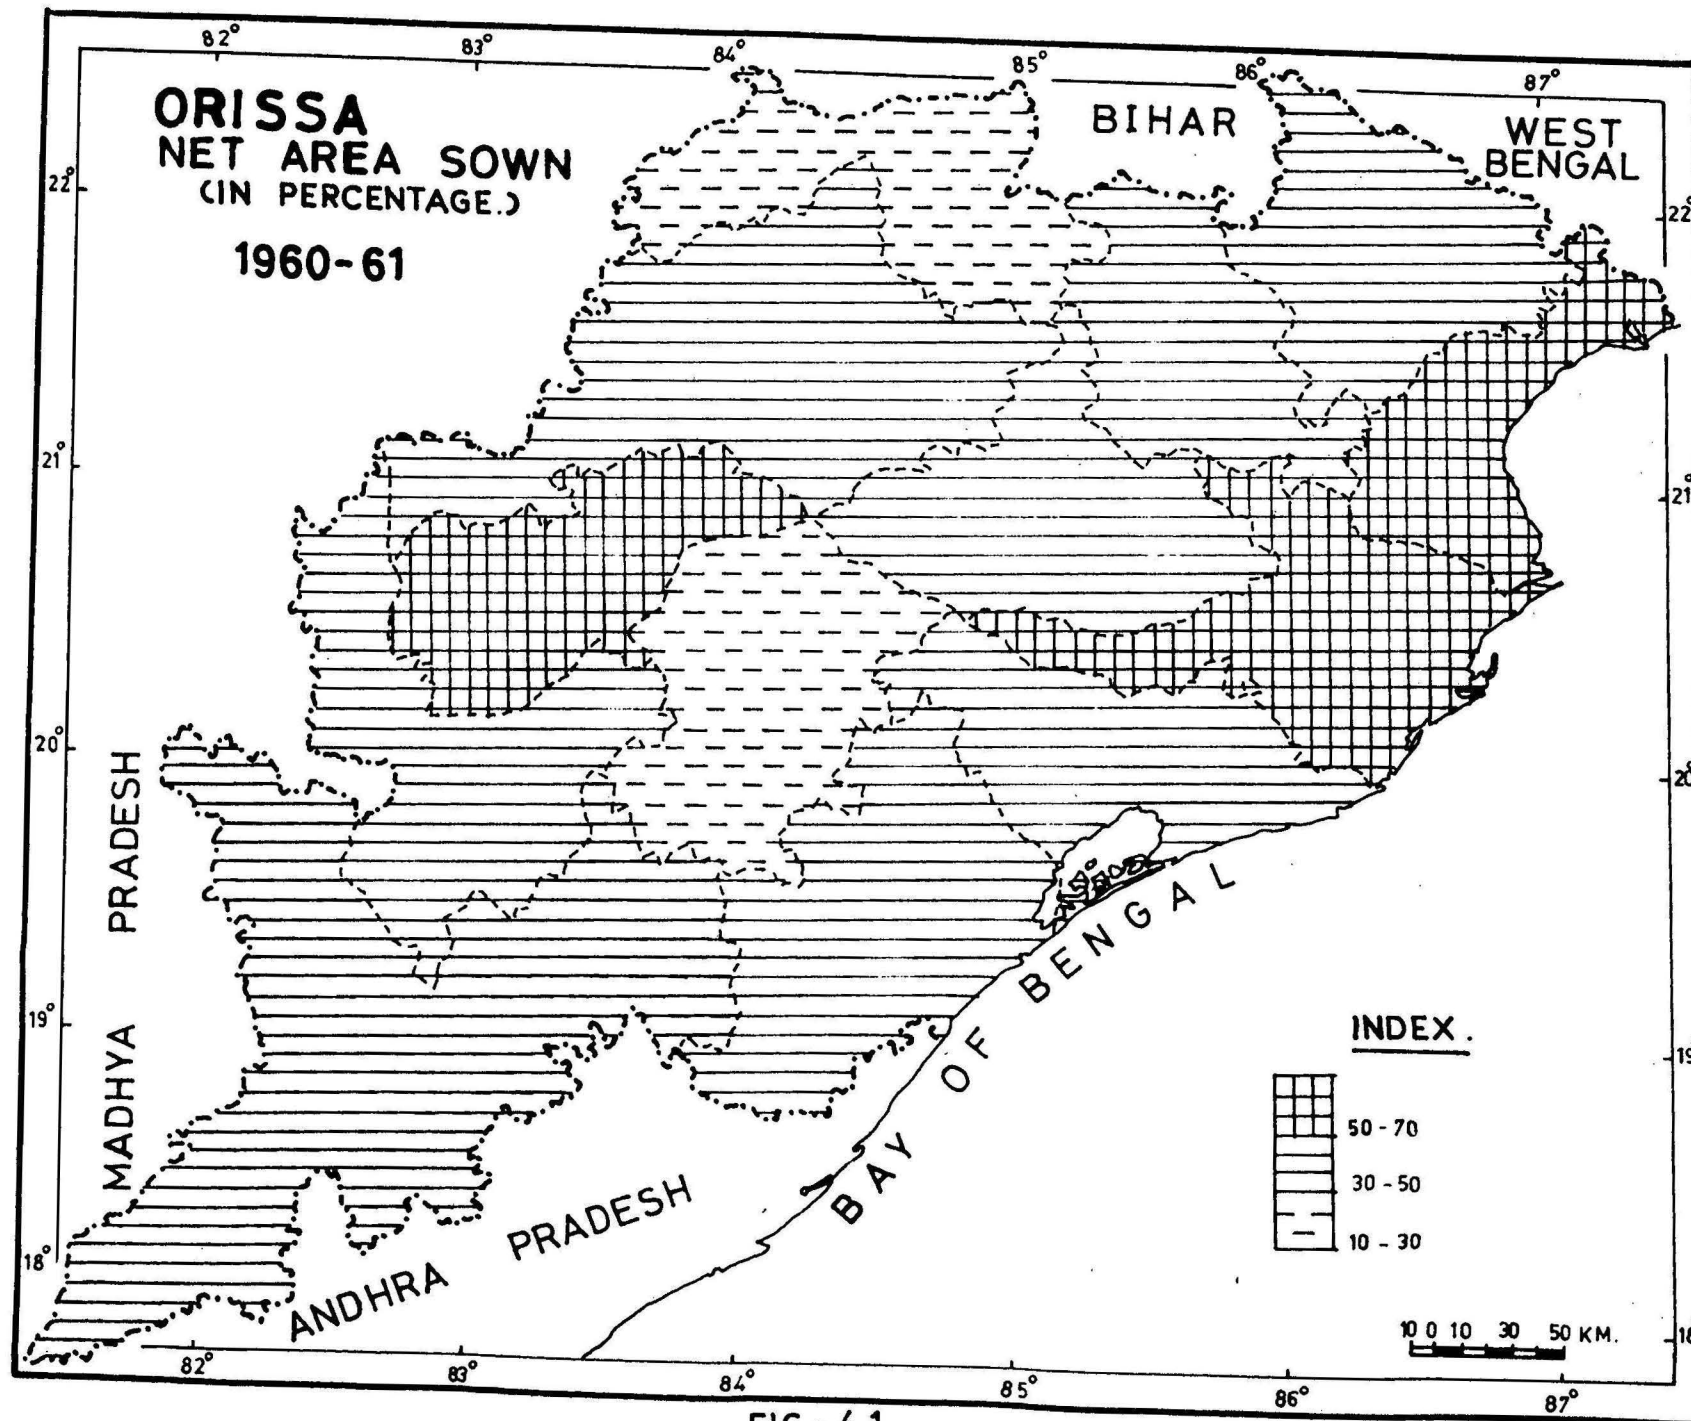 82° 83° 84° 85° 86° 87°
ORISSA
NET AREA SOWN
(IN PERCENTAGE.)
1960-61
BIHAR
WEST
BENGAL
22°
22°
21°
21°
20°
20°
19°
19°
18°
18
MADHYA PRADESH
ANDHRA PRADESH
BAY OF BENGAL
INDEX.
50-70
30-50
10-30
10 0 10 30 50 KM.
82° 83° 84° 85° 86° 87°